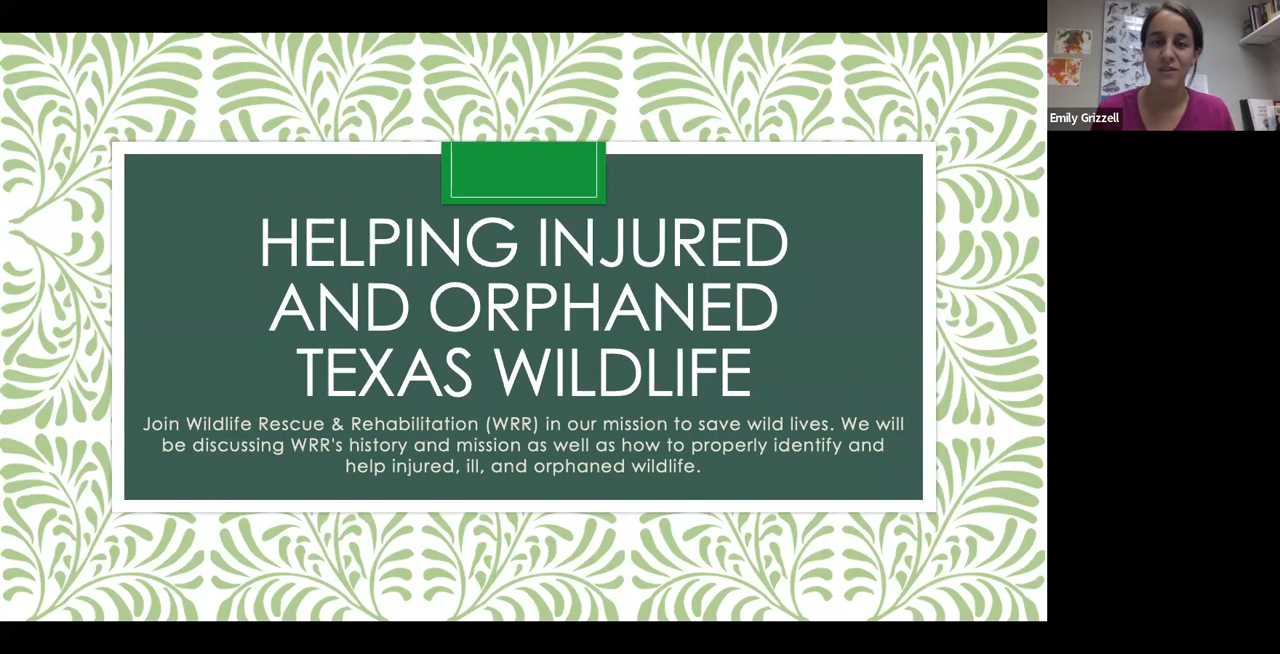 HELPING INJURED
AND ORPHANED
TEXAS WILDLIFE
Join Wildlife Rescue & Rehabilitation (WRR) in our mission to save wild lives. We will
be discussing WRR's history and mission as well as how to properly identify and
help injured, ill, and orphaned wildlife.
Emily Grizzell